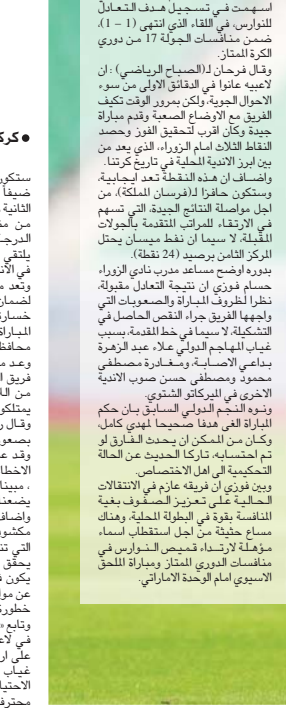 اسهمت في تسجيل هدف التعادل
للنوارس، في اللقاء الذي انتهى (1 – 1)،
ضمن منافسات الجولة 17 من دوري
الكرة الممتاز.
وقال فرحان لـ(الصباح الرياضي) : ان
لاعبيه عانوا في الدقائق الاولى من سوء
الاحوال الجوية، ولكن بمرور الوقت تكيف
الفريق مع الاوضاع الصعبة وقدم مباراة
جيدة وكان اقرب لتحقيق الفوز وحصد
النقاط الثلاث امام الزوراء، الذي يعد من
بين ابرز الاندية المحلية في تاريخ كرتنا.
واضاف ان هذه النقطة تعد ايجابية،
وستكون حافزا لـ(فرسان المملكة)، من
اجل مواصلة النتائج الجيدة، التي تسهم
في الارتقاء للمراتب المتقدمة بالجولات
المقبلة، لا سيما ان نفط ميسان يحتل
المركز الثامن برصيد (24 نقطة).
بدوره اوضح مساعد مدرب نادي الزوراء
حسام فوزي ان نتيجة التعادل مقبولة،
نظرا لظروف المباراة والصعوبات التي
واجهها الفريق جراء النقص الحاصل في
التشكيلة، لا سيما في خط المقدمة، بسبب
غياب المهاجم الدولي علاء عبد الزهرة
بداعي الاصابة، ومغادرة مصطفى
محمود ومصطفى حسن صوب الاندية
الاخرى في الميركاتو الشتوي.
ونوه النجم الدولي السابق بان حكم
المباراة الغى هدفا صحيحا لمهدي كامل،
وكان من الممكن ان يحدث الفارق لو
تم احتسابه، تاركا الحديث عن الحالة
التحكيمية الى اهل الاختصاص.
وبين فوزي ان فريقه عازم في الانتقالات
الحالية على تعزيز الصفوف بغية
المنافسة بقوة في البطولة المحلية، وهناك
مساع حثيثة من اجل استقطاب اسماء
مؤهلة لارتداء قميص النوارس في
منافسات الدوري الممتاز ومباراة الملحق
الاسيوي امام الوحدة الاماراتي.